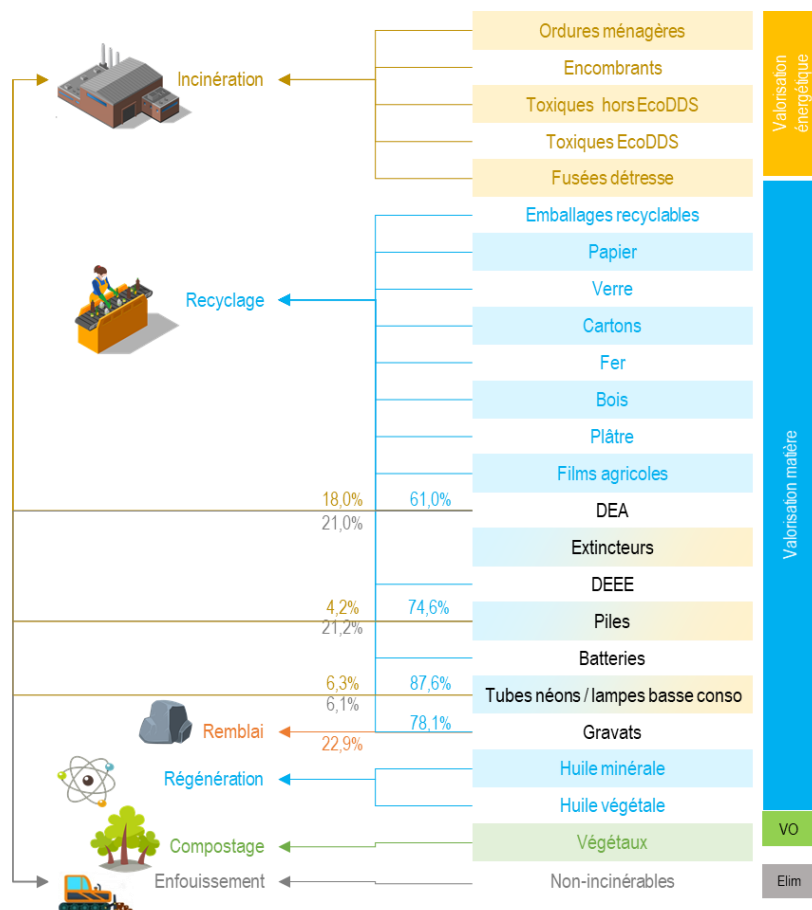 Ordures ménagères
Encombrants
Incinération
Toxiques hors EcoDDS
Toxiques EcoDDS
Fusées détresse
Valorisation
énergétique
Emballages recyclables
Papier
Verre
Recyclage
Cartons
Fer
Bois
Plâtre
Films agricoles
Valorisation matière
18,0% 61,0% DEA
21,0%
Extincteurs
DEEE
4,2% 74,6% Piles
21,2%
Batteries
6,3% 87,6% Tubes néons / lampes basse conso
6,1%
Remblai 78,1% Gravats
22,9%
Huile minérale
Régénération
Huile végétale
VO
Compostage Végétaux
Enfouissement Non-incinérables Elim